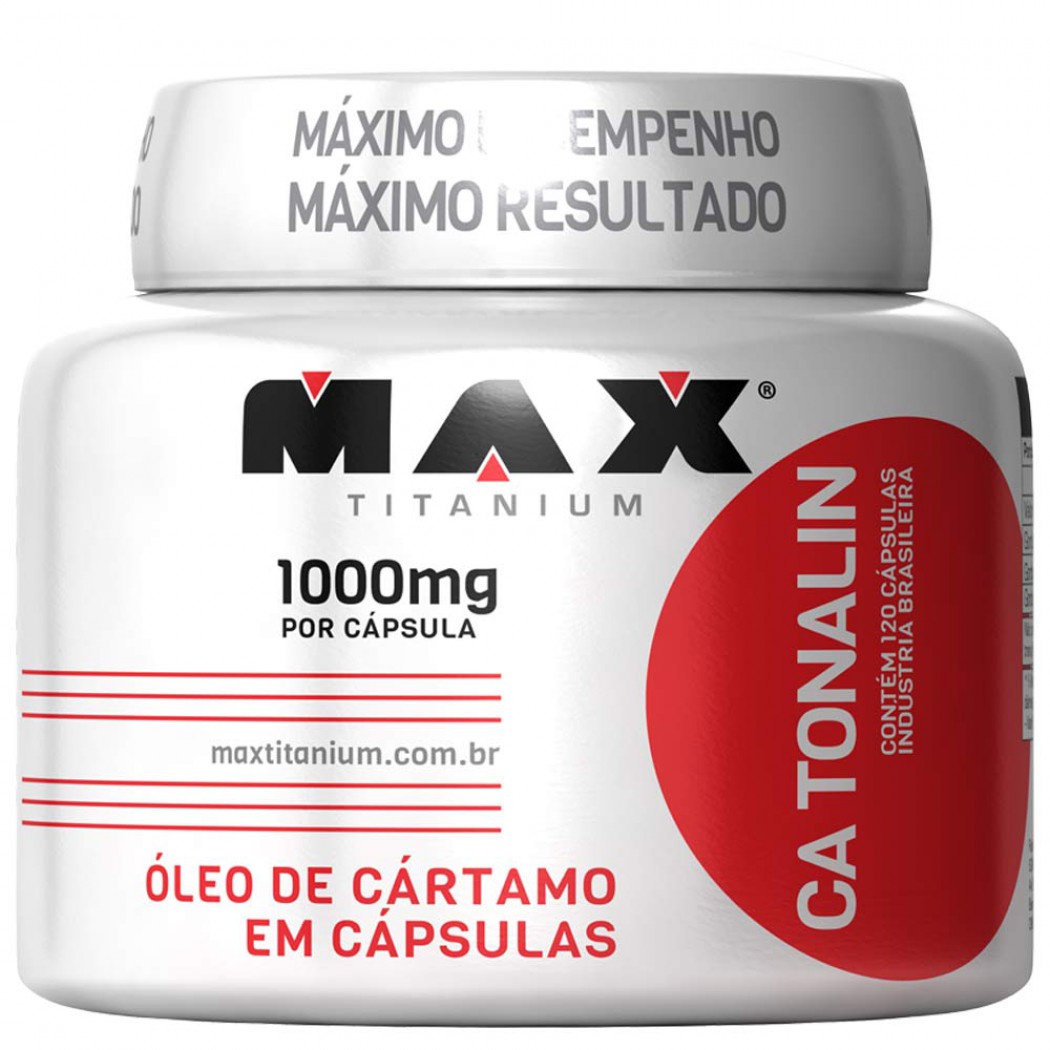 MÁXIMO EMPENHO
MÁXIMO RESULTADO
MAX®
TITANIUM
1000mg
POR CÁPSULA
maxtitanium.com.br
ÓLEO DE CÁRTAMO
EM CÁPSULAS
CA TONALIN
CONTÉM 120 CÁPSULAS
INDUSTRIA BRASILEIRA